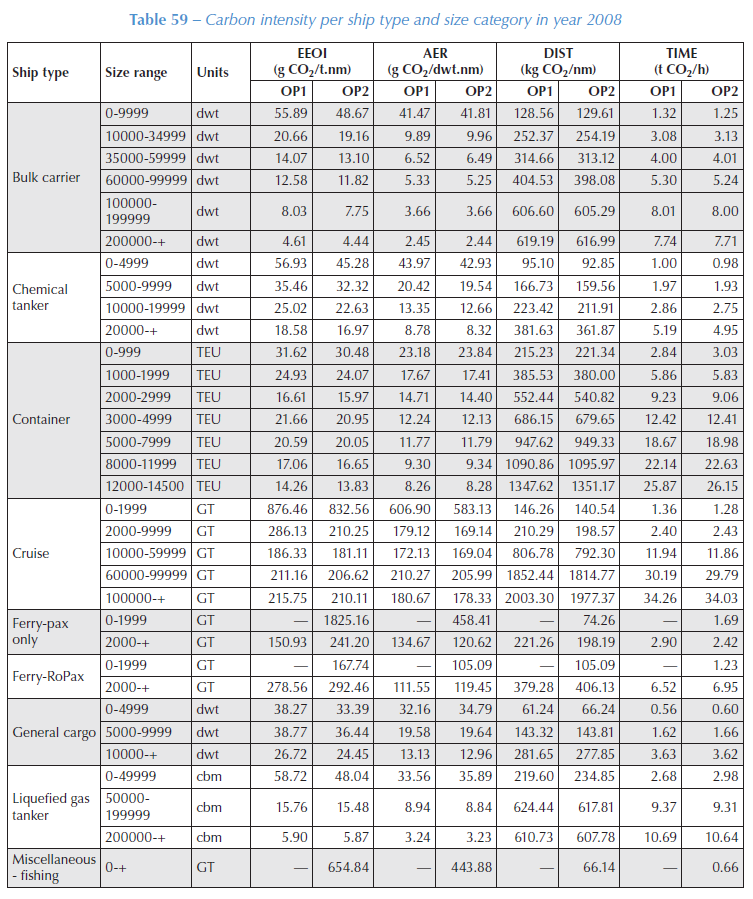 Table 59 – Carbon intensity per ship type and size category in year 2008
Ship type Size range Units EEOI (g CO₂/t.nm) AER (g CO₂/dwt.nm) DIST (kg CO₂/nm) TIME (t CO₂/h)
OP1 OP2 OP1 OP2 OP1 OP2 OP1 OP2
Bulk carrier
0-9999 dwt 55.89 48.67 41.47 41.81 128.56 129.61 1.32 1.25
10000-34999 dwt 20.66 19.16 9.89 9.96 252.37 254.19 3.08 3.13
35000-59999 dwt 14.07 13.10 6.52 6.49 314.66 313.12 4.00 4.01
60000-99999 dwt 12.58 11.82 5.33 5.25 404.53 398.08 5.30 5.24
100000-
199999 dwt 8.03 7.75 3.66 3.66 606.60 605.29 8.01 8.00
200000-+ dwt 4.61 4.44 2.45 2.44 619.19 616.99 7.74 7.71
Chemical
tanker
0-4999 dwt 56.93 45.28 43.97 42.93 95.10 92.85 1.00 0.98
5000-9999 dwt 35.46 32.32 20.42 19.54 166.73 159.56 1.97 1.93
10000-19999 dwt 25.02 22.63 13.35 12.66 223.42 211.91 2.86 2.75
20000-+ dwt 18.58 16.97 8.78 8.32 381.63 361.87 5.19 4.95
Container
0-999 TEU 31.62 30.48 23.18 23.84 215.23 221.34 2.84 3.03
1000-1999 TEU 24.93 24.07 17.67 17.41 385.53 380.00 5.86 5.83
2000-2999 TEU 16.61 15.97 14.71 14.40 552.44 540.82 9.23 9.06
3000-4999 TEU 21.66 20.95 12.24 12.13 686.15 679.65 12.42 12.41
5000-7999 TEU 20.59 20.05 11.77 11.79 947.62 949.33 18.67 18.98
8000-11999 TEU 17.06 16.65 9.30 9.34 1090.86 1095.97 22.14 22.63
12000-14500 TEU 14.26 13.83 8.26 8.28 1347.62 1351.17 25.87 26.15
Cruise
0-1999 GT 876.46 832.56 606.90 583.13 146.26 140.54 1.36 1.28
2000-9999 GT 286.13 210.25 179.12 169.14 210.29 198.57 2.40 2.43
10000-59999 GT 186.33 181.11 172.13 169.04 806.78 792.30 11.94 11.86
60000-99999 GT 211.16 206.62 210.27 205.99 1852.44 1814.77 30.19 29.79
100000-+ GT 215.75 210.11 180.67 178.33 2003.30 1977.37 34.26 34.03
Ferry-pax
only
0-1999 GT — 1825.16 — 458.41 — 74.26 — 1.69
2000-+ GT 150.93 241.20 134.67 120.62 221.26 198.19 2.90 2.42
Ferry-RoPax
0-1999 GT — 167.74 — 105.09 — 105.09 — 1.23
2000-+ GT 278.56 292.46 111.55 119.45 379.28 406.13 6.52 6.95
General cargo
0-4999 dwt 38.27 33.39 32.16 34.79 61.24 66.24 0.56 0.60
5000-9999 dwt 38.77 36.44 19.58 19.64 143.32 143.81 1.62 1.66
10000-+ dwt 26.72 24.45 13.13 12.96 281.65 277.85 3.63 3.62
Liquefied gas
tanker
0-49999 cbm 58.72 48.04 33.56 35.89 219.60 234.85 2.68 2.98
50000-
199999 cbm 15.76 15.48 8.94 8.84 624.44 617.81 9.37 9.31
200000-+ cbm 5.90 5.87 3.24 3.23 610.73 607.78 10.69 10.64
Miscellaneous
- fishing
0-+ GT — 654.84 — 443.88 — 66.14 — 0.66